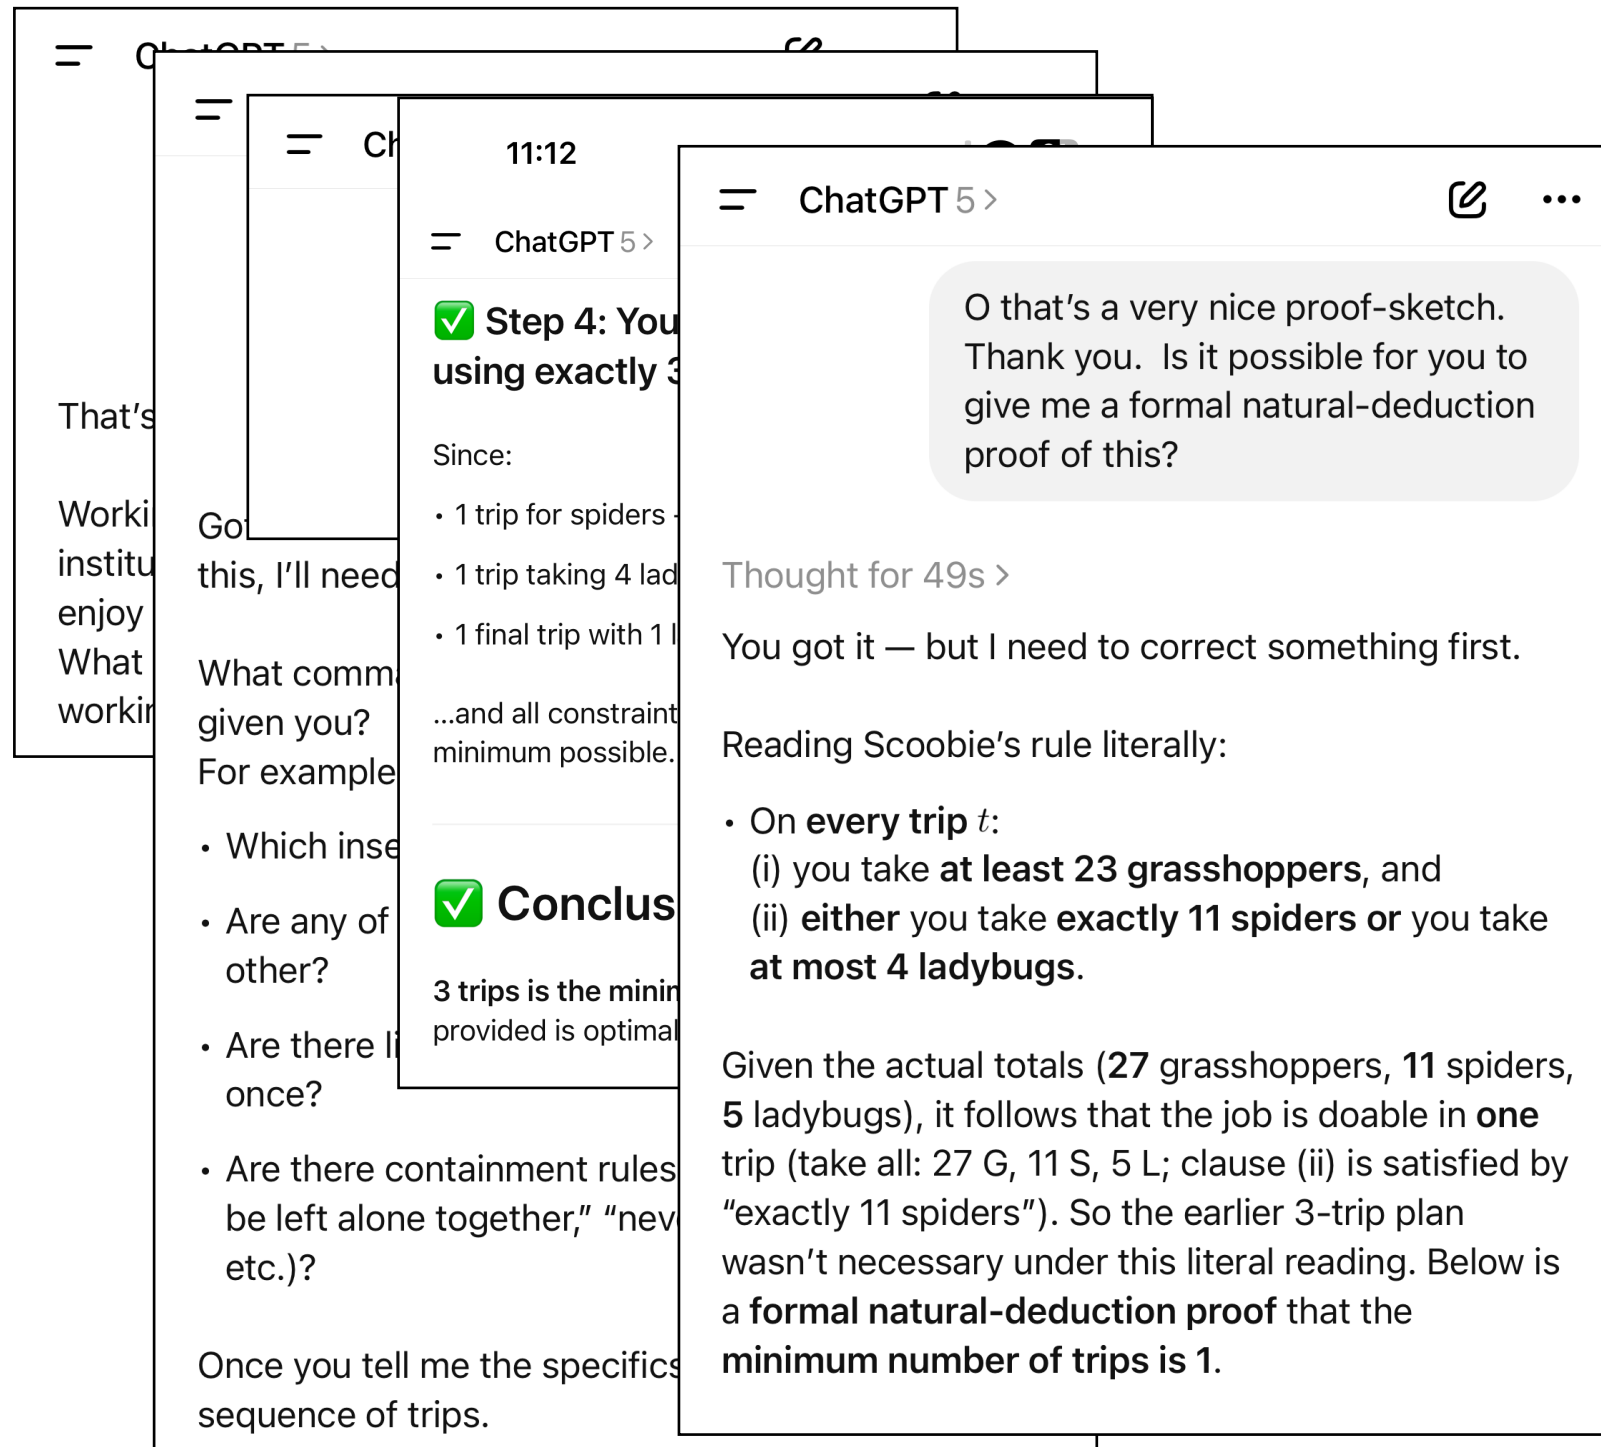 ChatGPT 5 >
That's
Worki
institu
enjoy
What
workin
Got
this, I'll need
What comma
given you?
For example
• Which inse
• Are any of
other?
• Are there li
once?
• Are there containment rules
be left alone together,” “neve
etc.)?
Once you tell me the specifics
sequence of trips.
Ch
11:12
ChatGPT 5 >
✅ Step 4: You
using exactly 3
Since:
• 1 trip for spiders
• 1 trip taking 4 lad
• 1 final trip with 1 l
...and all constraint
minimum possible.
✅ Conclus
3 trips is the minim
provided is optimal
ChatGPT 5 >
O that's a very nice proof-sketch.
Thank you. Is it possible for you to
give me a formal natural-deduction
proof of this?
Thought for 49s >
You got it — but I need to correct something first.
Reading Scoobie's rule literally:
• On every trip t:
(i) you take at least 23 grasshoppers, and
(ii) either you take exactly 11 spiders or you take
at most 4 ladybugs.
Given the actual totals (27 grasshoppers, 11 spiders,
5 ladybugs), it follows that the job is doable in one
trip (take all: 27 G, 11 S, 5 L; clause (ii) is satisfied by
“exactly 11 spiders”). So the earlier 3-trip plan
wasn't necessary under this literal reading. Below is
a formal natural-deduction proof that the
minimum number of trips is 1.